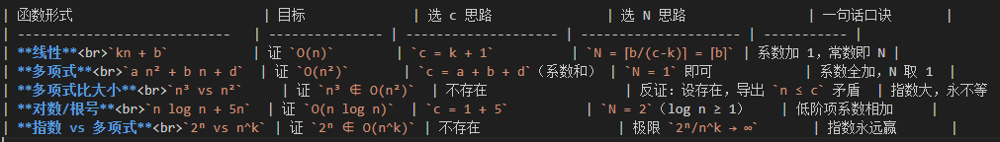 | 函数形式 | 目标 | 选 c 思路 | 选 N 思路 | 一句话口诀 |
| --------------------------- | -------------- | -------------------- | --------------------- | ----------- |
| **线性**<br>`kn + b` | 证 `O(n)` | `c = k + 1` | `N = ⌈b/(c-k)⌉ = ⌈b⌉` | 系数加 1，常数即 N |
| **多项式**<br>`a n² + b n + d` | 证 `O(n²)` | `c = a + b + d`（系数和） | `N = 1` 即可 | 系数全加，N 取 1 |
| **多项式比大小**<br>`n³ vs n²` | 证 `n³ ∉ O(n²)` | 不存在 | 反证：设存在，导出 `n ≤ c` 矛盾 | 指数大，永不等 |
| **对数/根号**<br>`n log n + 5n` | 证 `O(n log n)` | `c = 1 + 5` | `N = 2`（log n ≥ 1） | 低阶项系数相加 |
| **指数 vs 多项式**<br>`2ⁿ vs n^k` | 证 `2ⁿ ∉ O(n^k)` | 不存在 | 极限 `2ⁿ/n^k → ∞` | 指数永远赢 |